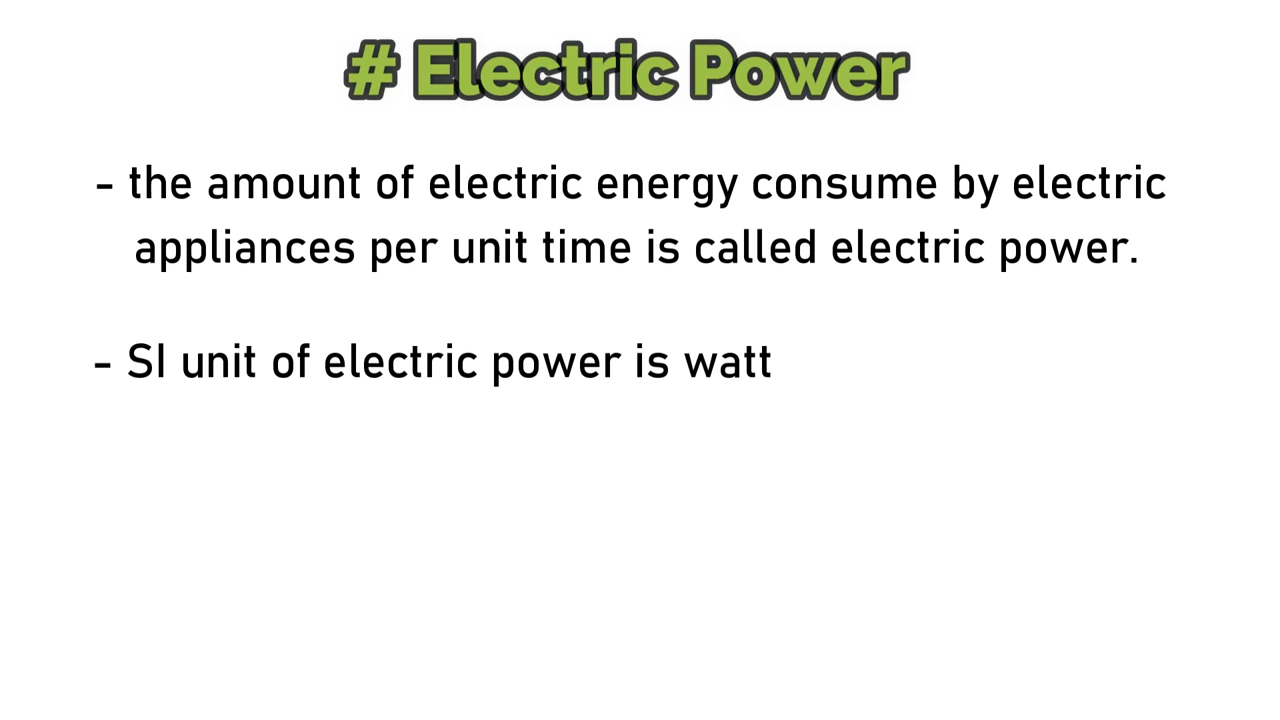 # Electric Power
- the amount of electric energy consume by electric
appliances per unit time is called electric power.
- SI unit of electric power is watt